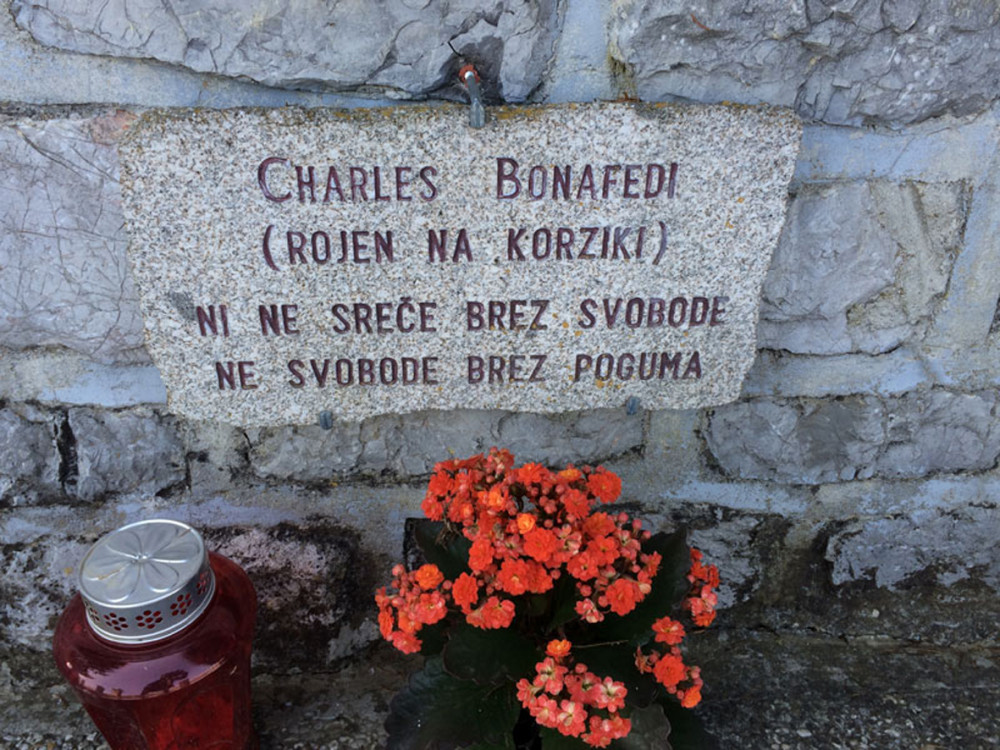 CHARLES BONAFEDI
(ROJEN NA KORZIKI)
NI NE SREČE BREZ SVOBODE
NE SVOBODE BREZ POGUMA